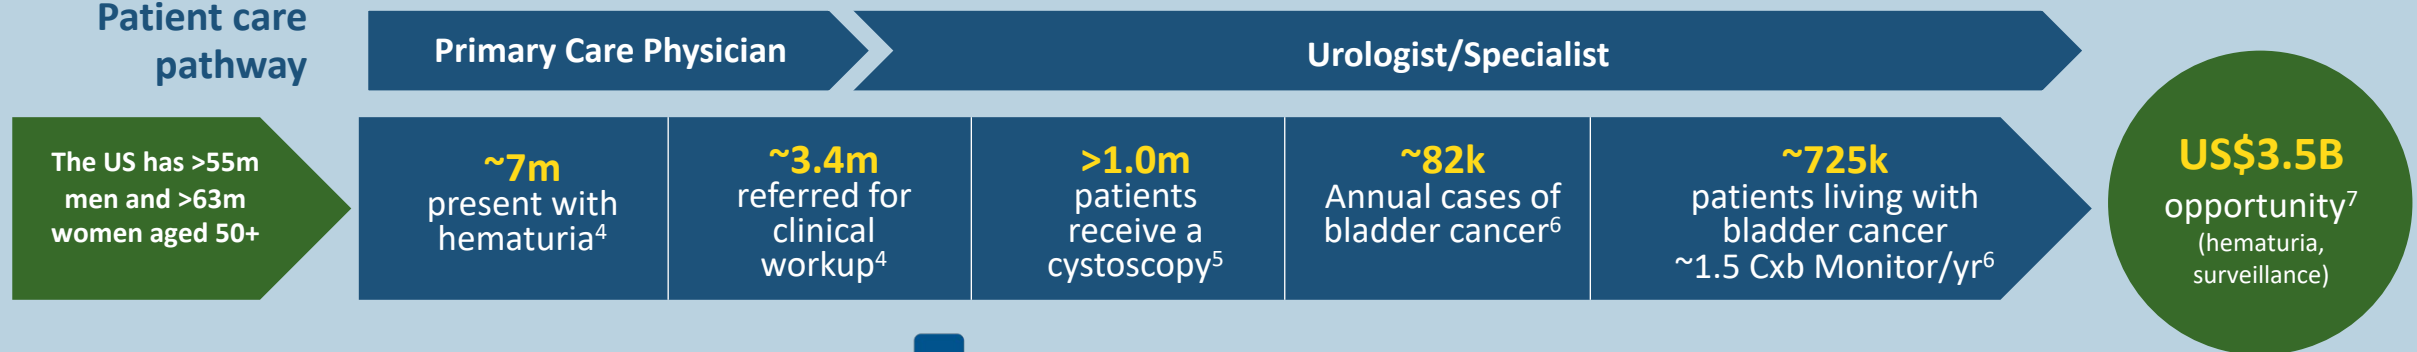 Patient care
pathway
Primary Care Physician
Urologist/Specialist
The US has >55m
men and >63m
women aged 50+
~7m
present with
hematuria⁴
~3.4m
referred for
clinical
workup⁴
>1.0m
patients
receive a
cystoscopy⁵
~82k
Annual cases of
bladder cancer⁶
~725k
patients living with
bladder cancer
~1.5 Cxb Monitor/yr⁶
US$3.5B
opportunity⁷
(hematuria,
surveillance)